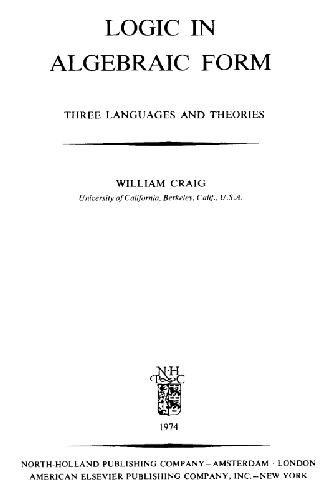 LOGIC IN
ALGEBRAIC FORM
THREE LANGUAGES AND THEORIES
WILLIAM CRAIG
University of California, Berkeley, Calif., U.S.A.
N H
T C
1974
NORTH-HOLLAND PUBLISHING COMPANY – AMSTERDAM · LONDON
AMERICAN ELSEVIER PUBLISHING COMPANY, INC. – NEW YORK